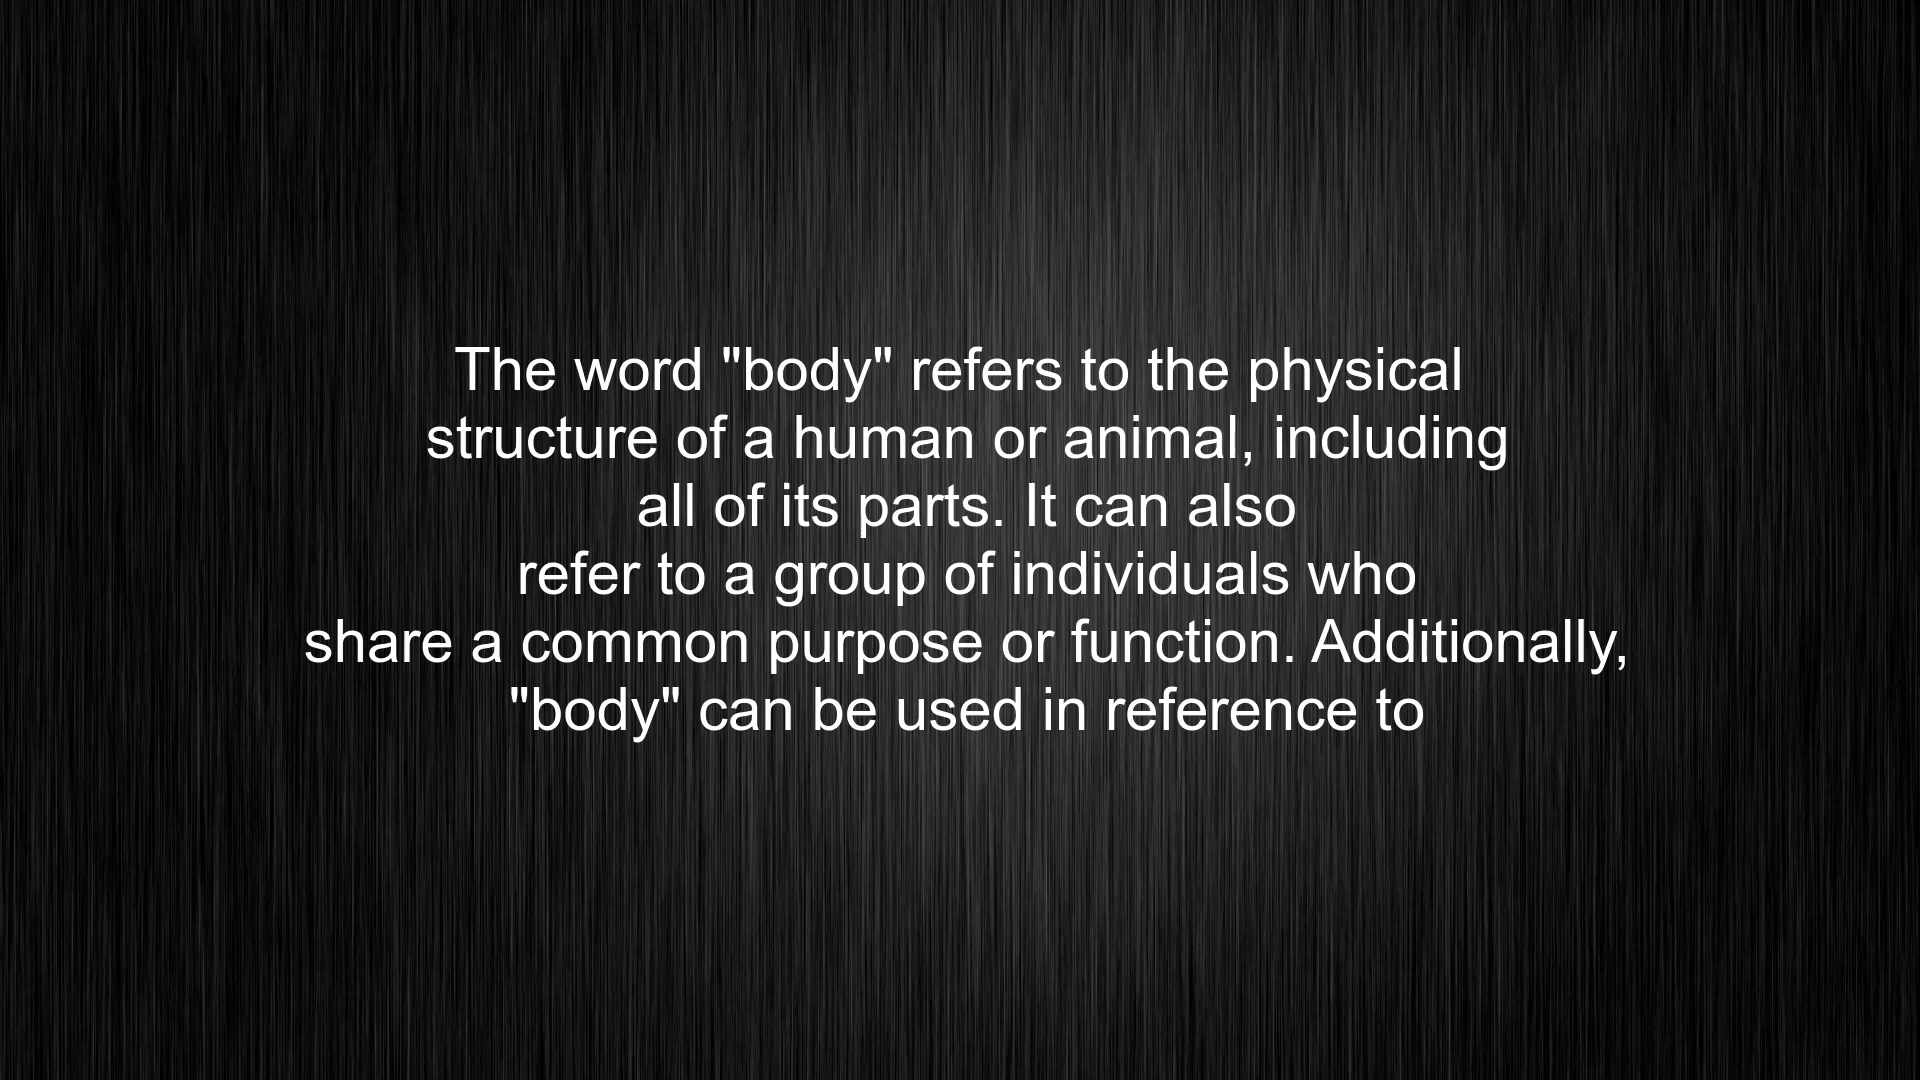 The word "body" refers to the physical
structure of a human or animal, including
all of its parts. It can also
refer to a group of individuals who
share a common purpose or function. Additionally,
"body" can be used in reference to